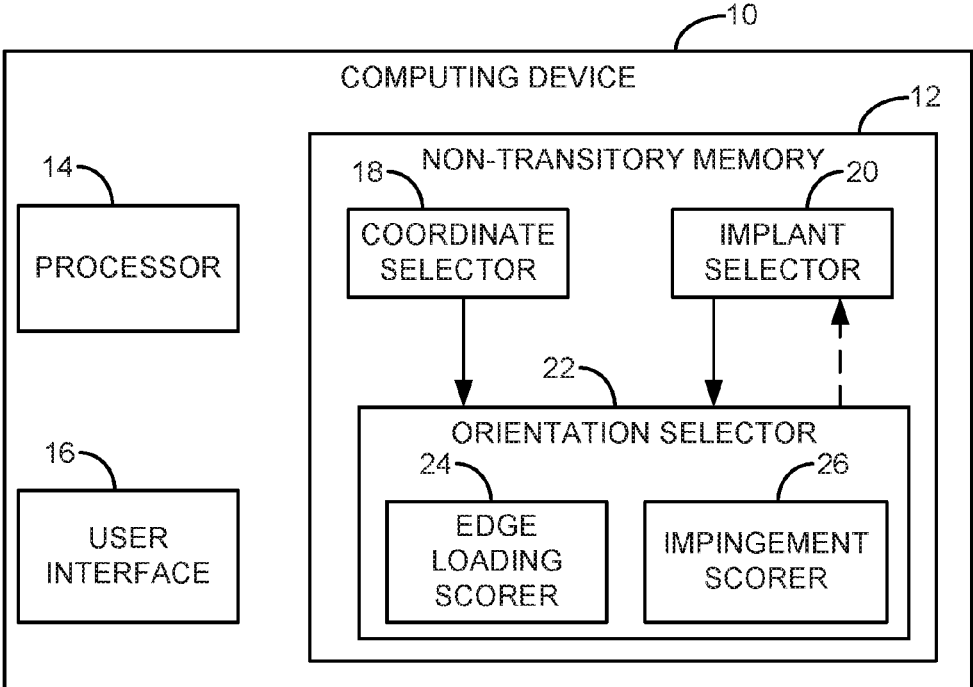 10
COMPUTING DEVICE
12
NON-TRANSITORY MEMORY
14
18
20
PROCESSOR
COORDINATE
SELECTOR
IMPLANT
SELECTOR
22
ORIENTATION SELECTOR
16
24
26
USER
INTERFACE
EDGE
LOADING
SCORER
IMPINGEMENT
SCORER